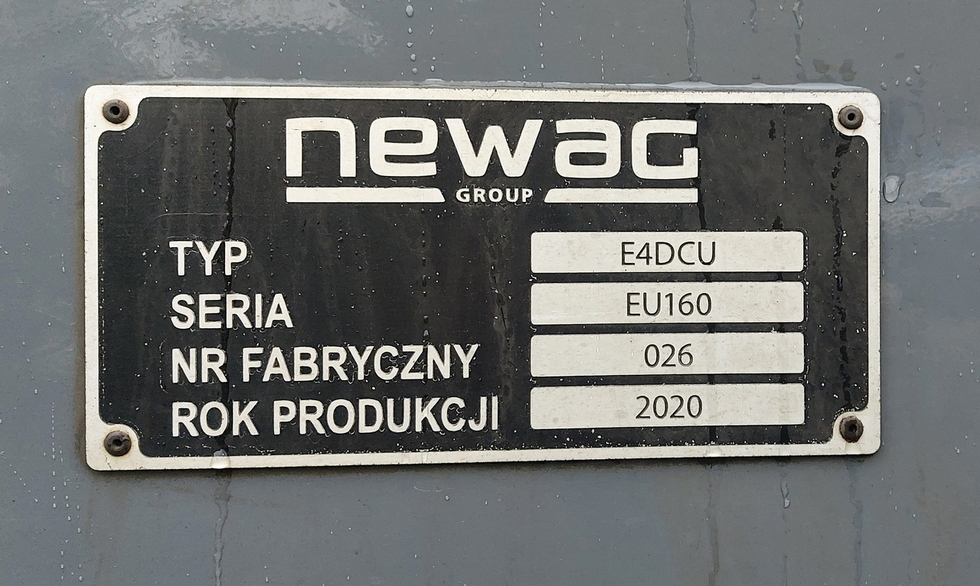 newag
GROUP
TYP E4DCU
SERIA EU160
NR FABRYCZNY 026
ROK PRODUKCJI 2020